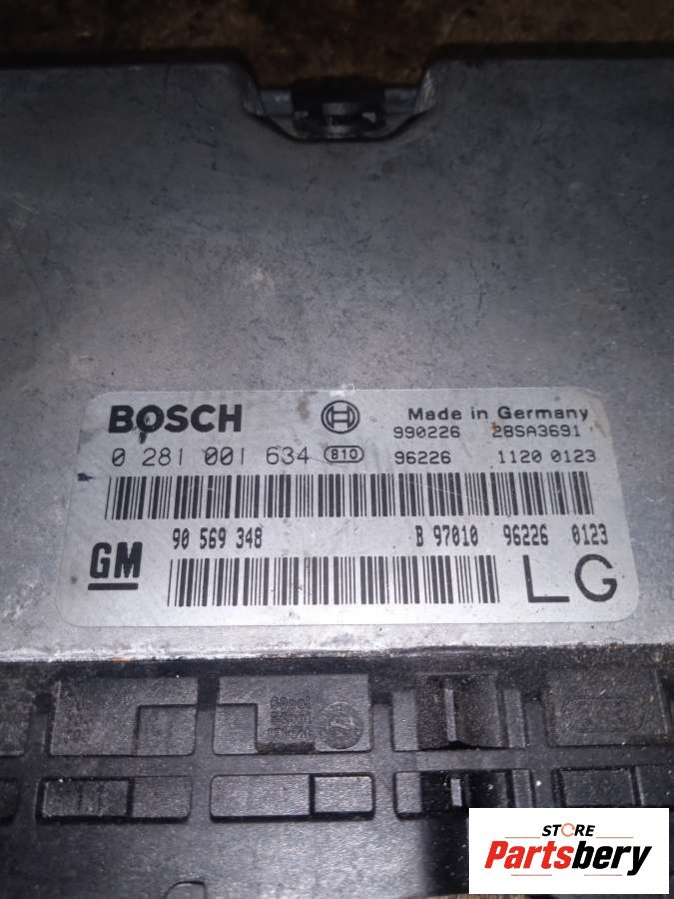 BOSCH Made in Germany
990226 28SA3691
0 281 001 634 810 96226 1120 0123
90 569 348 B 97010 96226 0123
GM LG
STORE
Partsbery